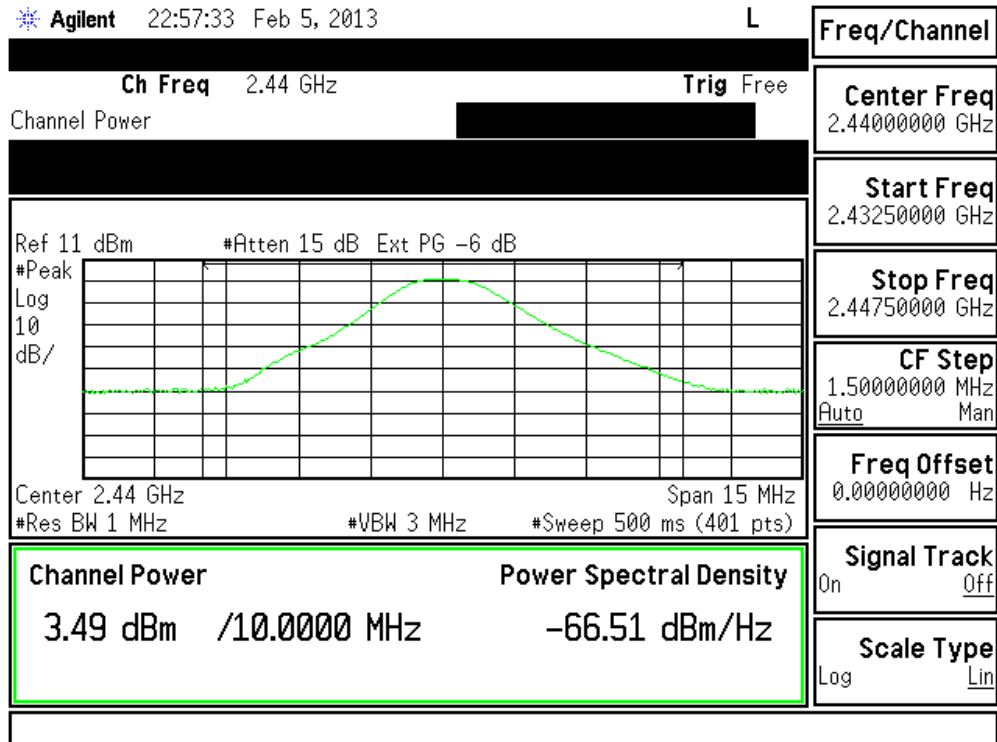 Agilent 22:57:33 Feb 5, 2013 L
Ch Freq 2.44 GHz Trig Free
Channel Power
Ref 11 dBm #Atten 15 dB Ext PG -6 dB
#Peak
Log
10
dB/
Center 2.44 GHz Span 15 MHz
#Res BW 1 MHz #VBW 3 MHz #Sweep 500 ms (401 pts)
Channel Power Power Spectral Density
3.49 dBm /10.0000 MHz -66.51 dBm/Hz
Freq/Channel
Center Freq
2.44000000 GHz
Start Freq
2.43250000 GHz
Stop Freq
2.44750000 GHz
CF Step
1.50000000 MHz
Auto Man
Freq Offset
0.00000000 Hz
Signal Track
On Off
Scale Type
Log Lin